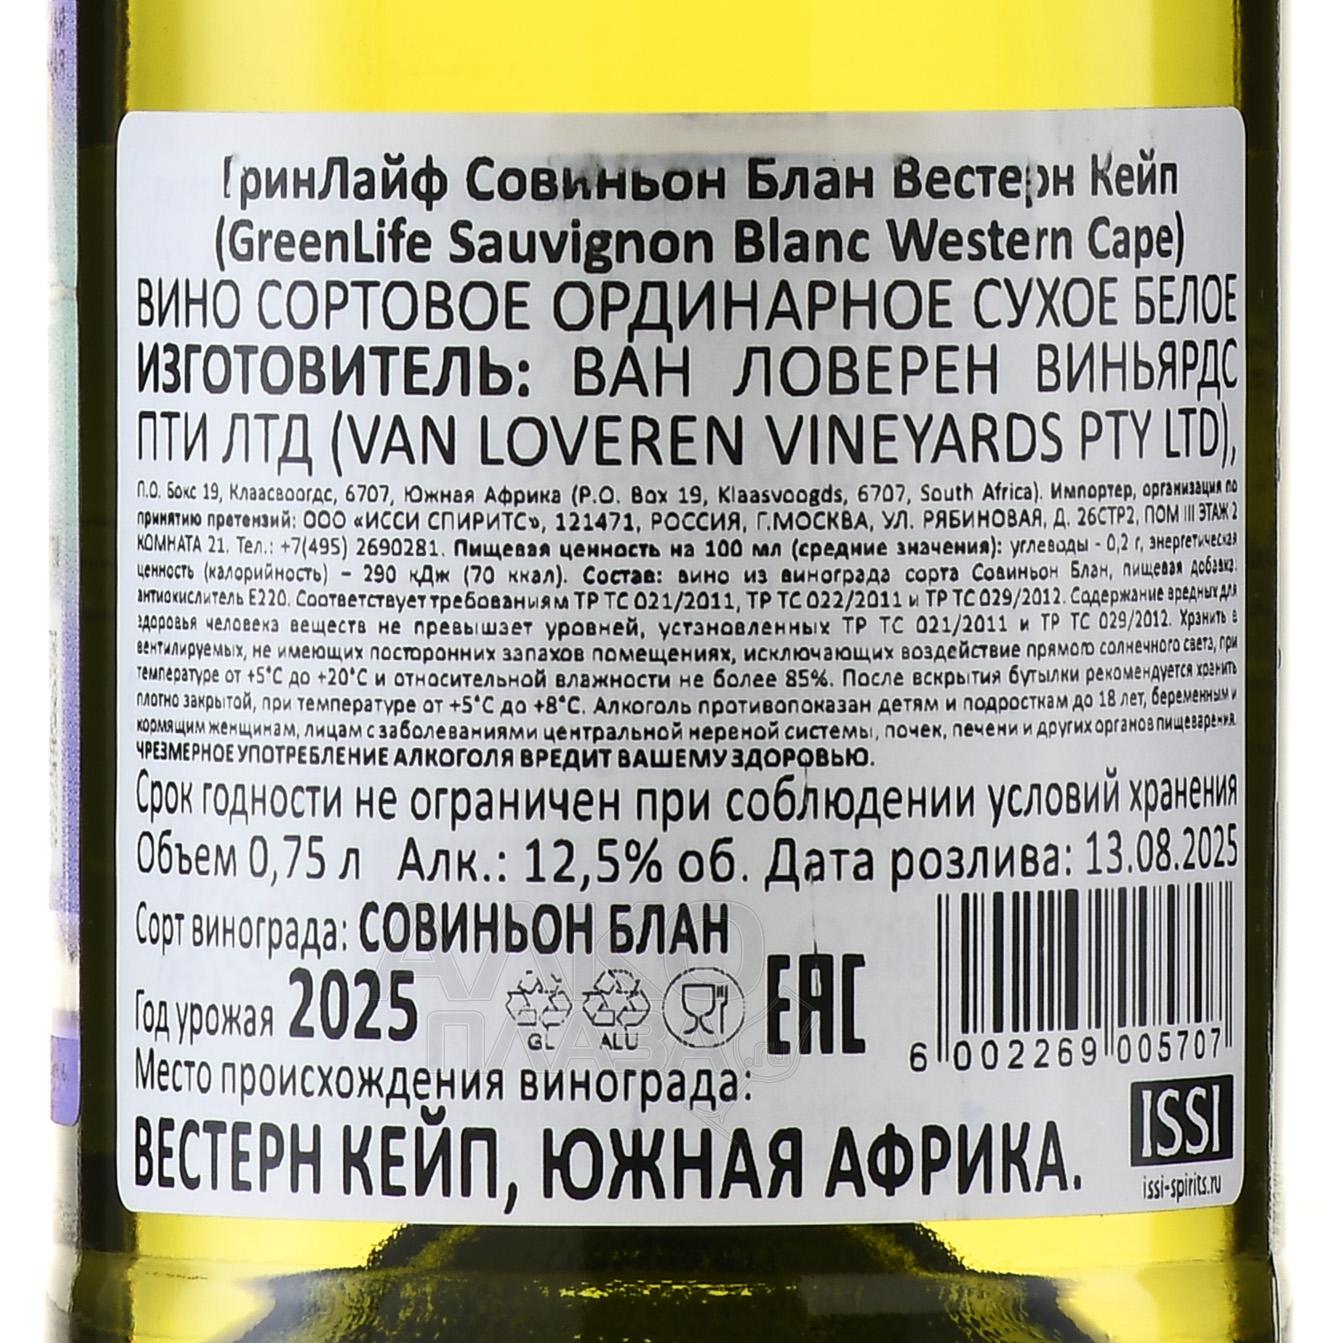 ГринЛайф Совиньон Блан Вестерн Кейп
(GreenLife Sauvignon Blanc Western Cape)
ВИНО СОРТОВОЕ ОРДИНАРНОЕ СУХОЕ БЕЛОЕ
ИЗГОТОВИТЕЛЬ: ВАН ЛОВЕРЕН ВИНЬЯРДС
ПТИ ЛТД (VAN LOVEREN VINEYARDS PTY LTD),
П.О. Бокс 19, Клаасвоогдс, 6707, Южная Африка (P.O. Box 19, Klaasvoogds, 6707, South Africa). Импортер, организация по
принятию претензий: ООО «ИССИ СПИРИТС», 121471, РОССИЯ, Г.МОСКВА, УЛ. РЯБИНОВАЯ, Д. 26СТР2, ПОМ III ЭТАЖ 2
КОМНАТА 21. Тел.: +7(495) 2690281. Пищевая ценность на 100 мл (средние значения): углеводы - 0,2 г, энергетическая
ценность (калорийность) – 290 кДж (70 ккал). Состав: вино из винограда сорта Совиньон Блан, пищевая добавка:
антиокислитель Е220. Соответствует требованиям ТР ТС 021/2011, ТР ТС 022/2011 и ТР ТС 029/2012. Содержание вредных для
здоровья человека веществ не превышает уровней, установленных ТР ТС 021/2011 и ТР ТС 029/2012. Хранить в
вентилируемых, не имеющих посторонних запахов помещениях, исключающих воздействие прямого солнечного света, при
температуре от +5°С до +20°С и относительной влажности не более 85%. После вскрытия бутылки рекомендуется хранить
плотно закрытой, при температуре от +5°С до +8°С. Алкоголь противопоказан детям и подросткам до 18 лет, беременным и
кормящим женщинам, лицам с заболеваниями центральной нервной системы, почек, печени и других органов пищеварения.
ЧРЕЗМЕРНОЕ УПОТРЕБЛЕНИЕ АЛКОГОЛЯ ВРЕДИТ ВАШЕМУ ЗДОРОВЬЮ.
Срок годности не ограничен при соблюдении условий хранения
Объем 0,75 л Алк.: 12,5% об. Дата розлива: 13.08.2025
Сорт винограда: СОВИНЬОН БЛАН
Год урожая 2025
GL ALU EAC
6 002269 005707
Место происхождения винограда:
ВЕСТЕРН КЕЙП, ЮЖНАЯ АФРИКА.
ISSI
issi-spirits.ru